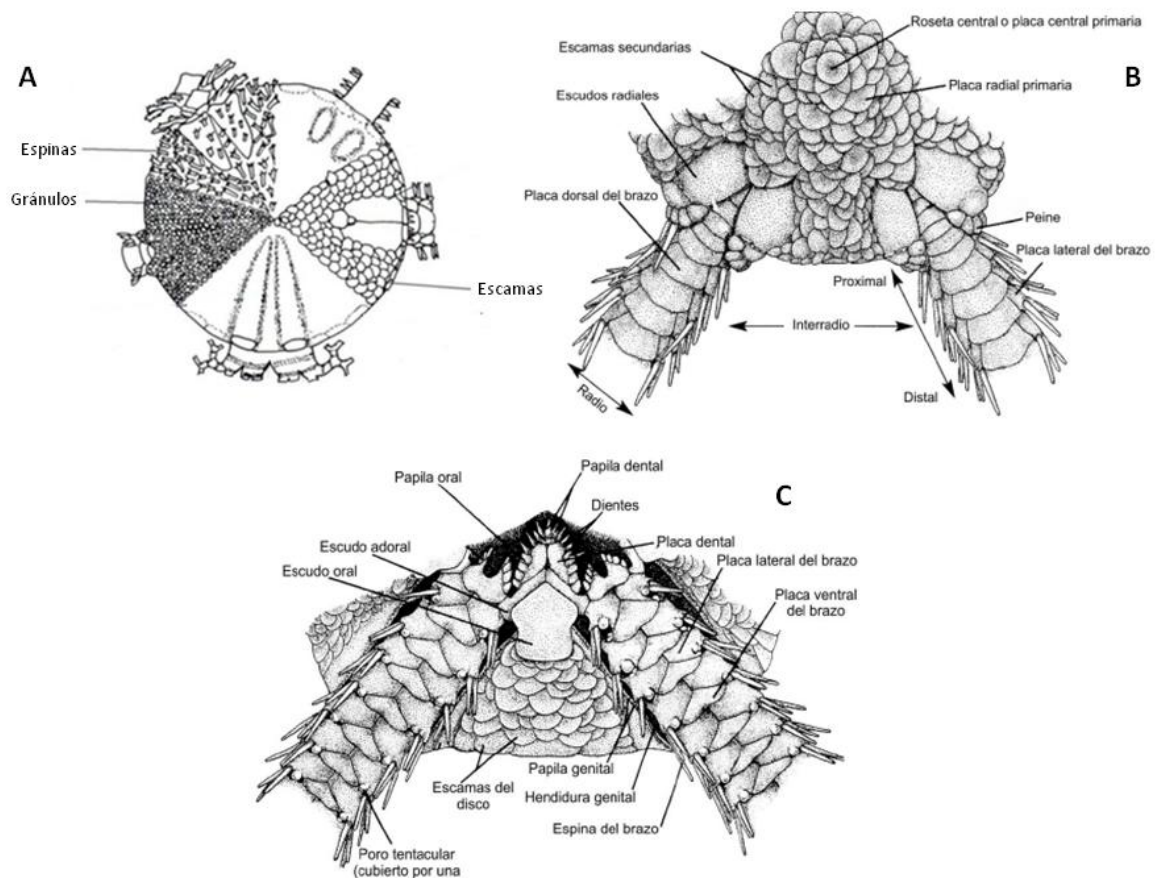 A
Espinas
Gránulos
Escamas
B
Roseta central o placa central primaria
Escamas secundarias
Placa radial primaria
Escudos radiales
Placa dorsal del brazo
Peine
Placa lateral del brazo
Proximal
Interradio
Radio
Distal
C
Papila dental
Papila oral
Dientes
Escudo adoral
Placa dental
Placa lateral del brazo
Escudo oral
Placa ventral
del brazo
Papila genital
Escamas del
disco
Hendidura genital
Espina del brazo
Poro tentacular
(cubierto por una